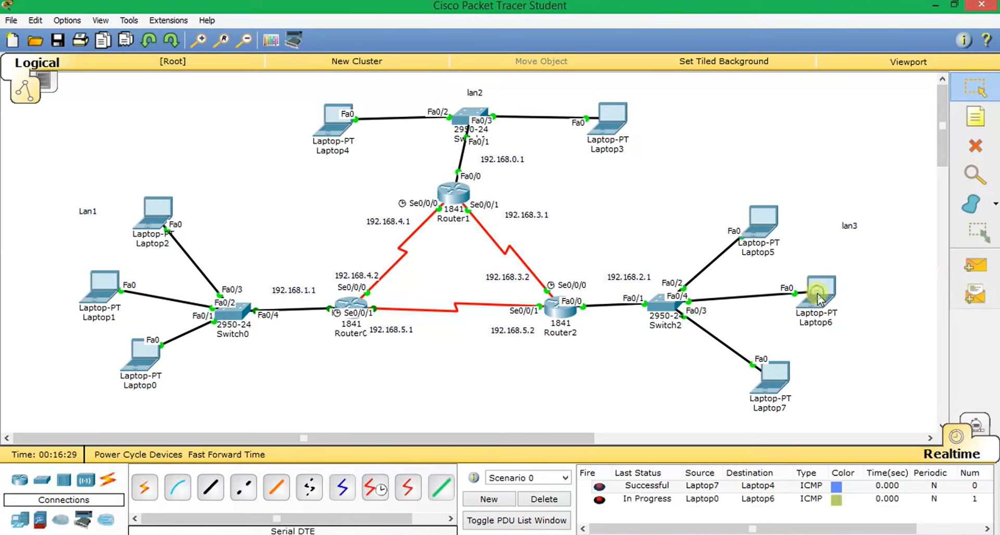 Cisco Packet Tracer Student
File Edit Options View Tools Extensions Help
Logical [Root] New Cluster Move Object Set Tiled Background Viewport
lan2
Fa0
Laptop-PT
Laptop4
Fa0/2
Fa0/3
2950-24
Fa0/1
Fa0
Laptop-PT
Laptop3
192.168.0.1
Fa0/0
Se0/0/0
Se0/0/1
1841
Router1
192.168.4.1
192.168.3.1
Lan1
Fa0
Laptop-PT
Laptop2
Fa0
Laptop-PT
Laptop1
Fa0
Laptop-PT
Laptop0
Fa0/3
Fa0/2
Fa0/1
Fa0/4
2950-24
Switch0
192.168.1.1
192.168.4.2
Se0/0/0
Se0/0/1
1841
Router0
192.168.5.1
192.168.3.2
Se0/0/0
Fa0/0
Se0/0/1
1841
Router2
192.168.5.2
192.168.2.1
Fa0/1
Fa0/2
Fa0/4
Fa0/3
2950-24
Switch2
lan3
Fa0
Laptop-PT
Laptop5
Fa0
Laptop-PT
Laptop6
Fa0
Laptop-PT
Laptop7
Time: 00:16:29 Power Cycle Devices Fast Forward Time
Realtime
Connections
Serial DTE
Scenario 0
New Delete
Toggle PDU List Window
Fire Last Status Source Destination Type Color Time(sec) Periodic Num
Successful Laptop7 Laptop4 ICMP 0.000 N 0
In Progress Laptop0 Laptop6 ICMP 0.000 N 1